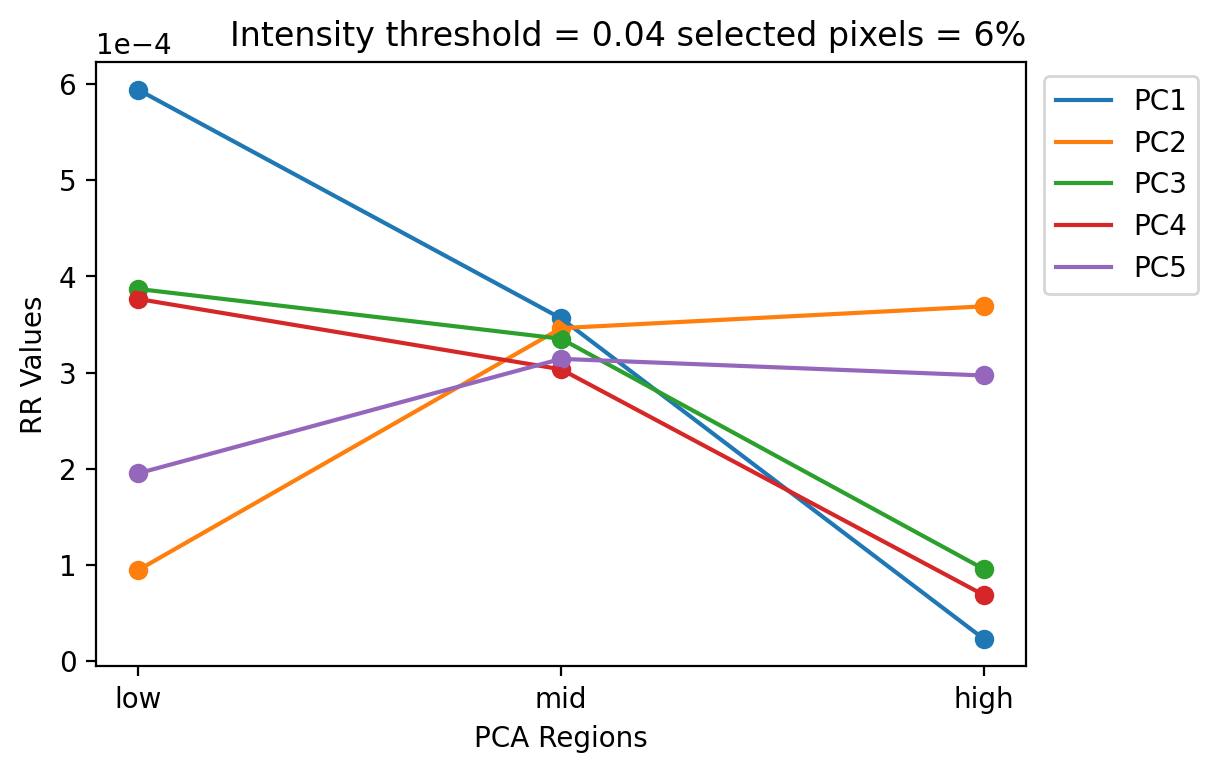 Intensity threshold = 0.04 selected pixels = 6%
1e−4
6
5
4
3
2
1
0
RR Values
low
mid
high
PCA Regions
PC1
PC2
PC3
PC4
PC5